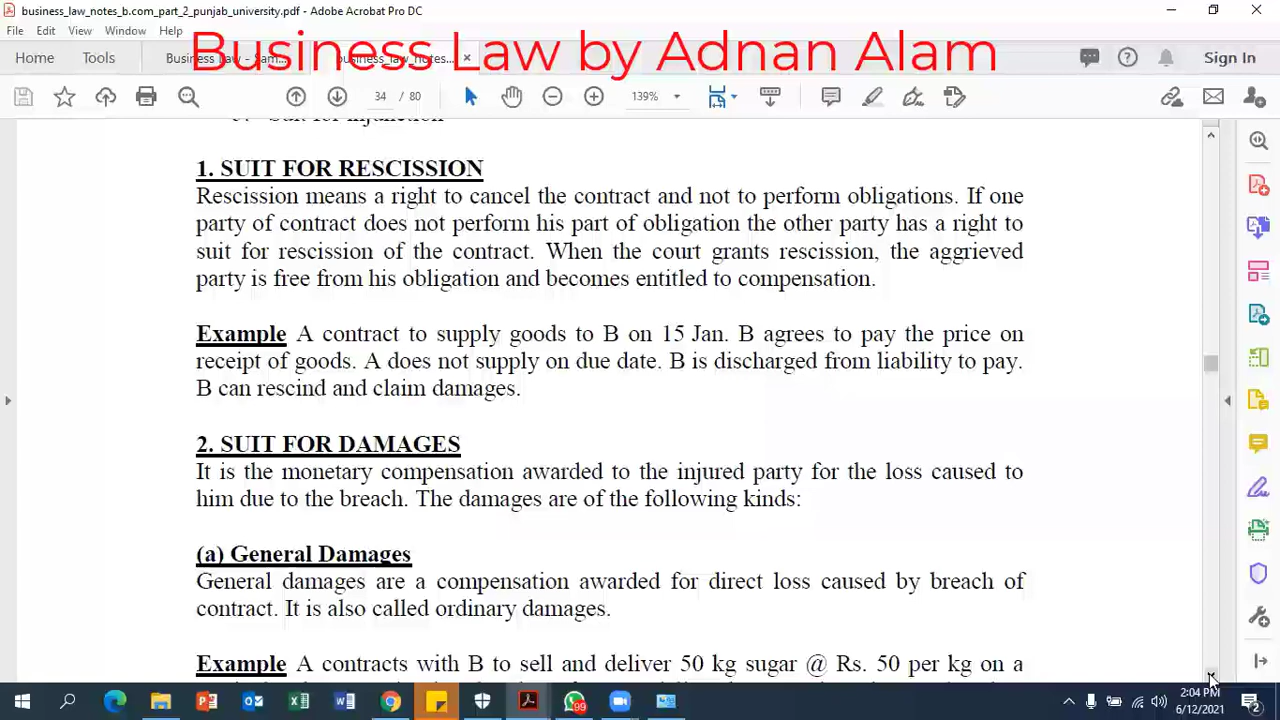 business_law_notes_b.com_part_2_punjab_university.pdf - Adobe Acrobat Pro DC
File Edit View Window Help
Business Law by Adnan Alam
Home Tools Business Law - Sam... business_law_notes... × Sign In
34 / 80 139%
3. Suit for injunction
1. SUIT FOR RESCISSION
Rescission means a right to cancel the contract and not to perform obligations. If one
party of contract does not perform his part of obligation the other party has a right to
suit for rescission of the contract. When the court grants rescission, the aggrieved
party is free from his obligation and becomes entitled to compensation.
Example A contract to supply goods to B on 15 Jan. B agrees to pay the price on
receipt of goods. A does not supply on due date. B is discharged from liability to pay.
B can rescind and claim damages.
2. SUIT FOR DAMAGES
It is the monetary compensation awarded to the injured party for the loss caused to
him due to the breach. The damages are of the following kinds:
(a) General Damages
General damages are a compensation awarded for direct loss caused by breach of
contract. It is also called ordinary damages.
Example A contracts with B to sell and deliver 50 kg sugar @ Rs. 50 per kg on a
99
2:04 PM
6/12/2021
2